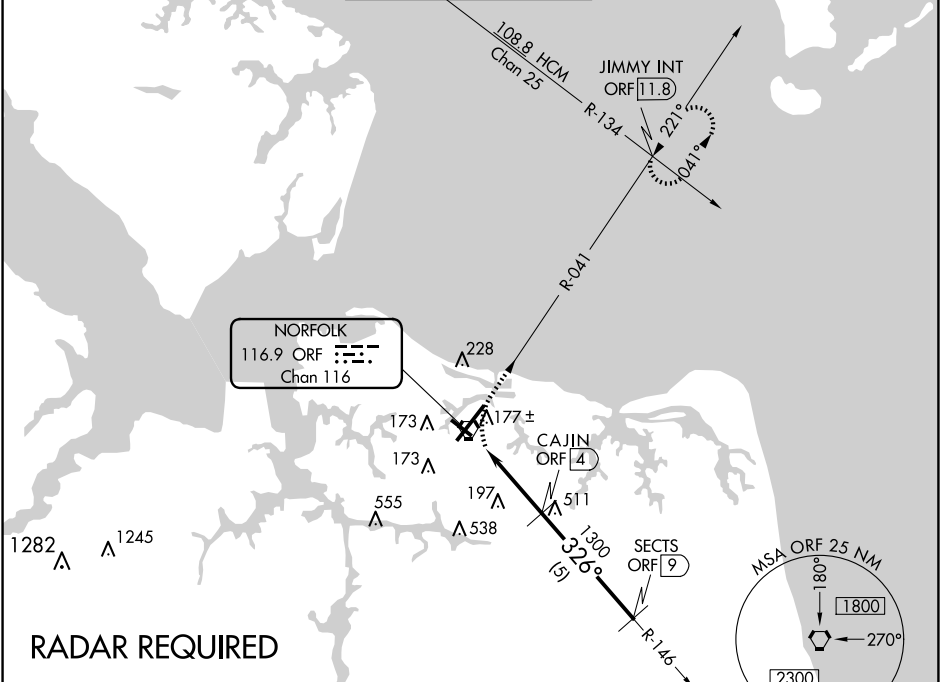 108.8 HCM
Chan 25
R-134
JIMMY INT
ORF 11.8
221°
041°
R-041
NORFOLK
116.9 ORF
Chan 116
228
173
177 ±
173
CAJIN
ORF 4
197
511
555
538
1282
1245
1300
326°
(5)
SECTS
ORF 9
R-146
MSA ORF 25 NM
180°
1800
270°
2300
RADAR REQUIRED